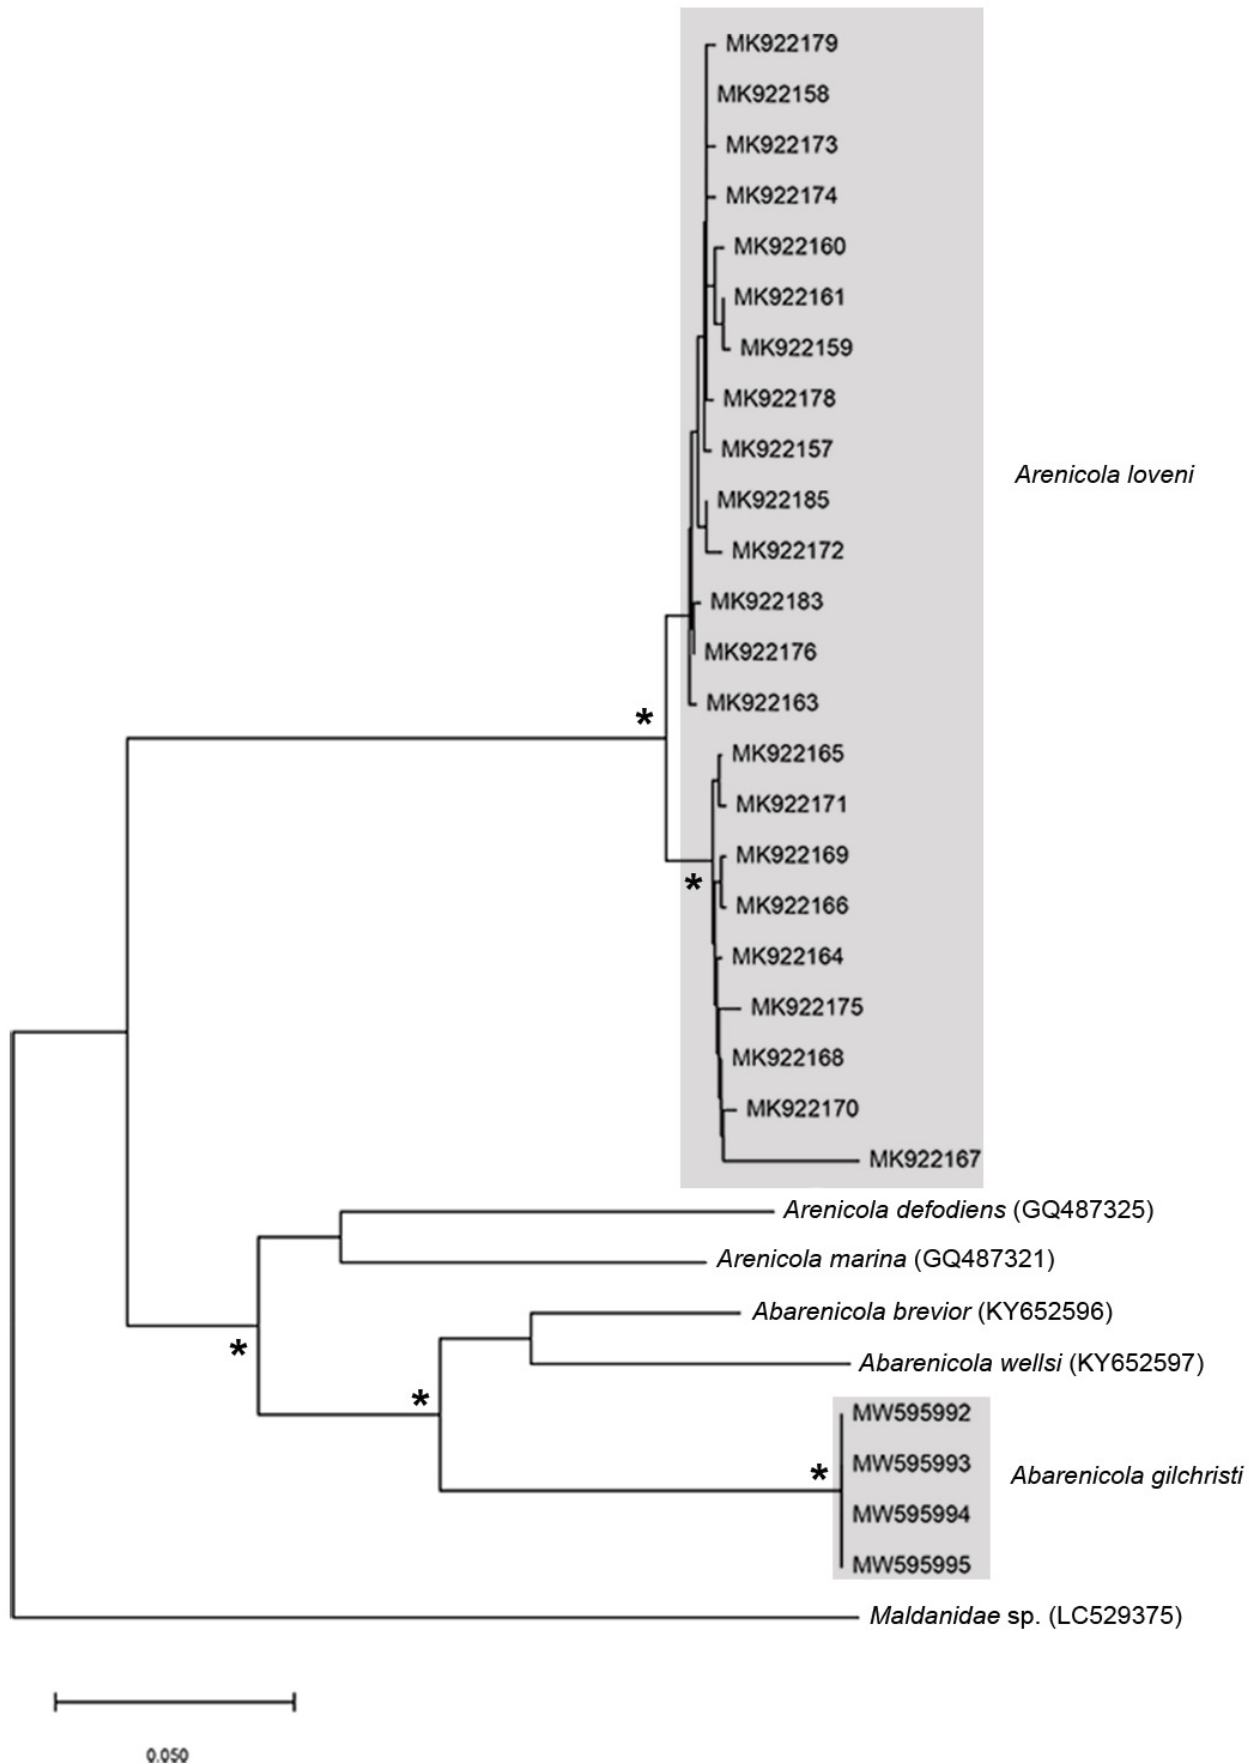 MK922179
MK922158
MK922173
MK922174
MK922160
MK922161
MK922159
MK922178
MK922157
Arenicola loveni
MK922185
MK922172
MK922183
MK922176
MK922163
*
MK922165
MK922171
MK922169
*
MK922166
MK922164
MK922175
MK922168
MK922170
MK922167
Arenicola defodiens (GQ487325)
Arenicola marina (GQ487321)
Abarenicola brevior (KY652596)
*
Abarenicola wellsi (KY652597)
*
MW595992
MW595993
*
Abarenicola gilchristi
MW595994
MW595995
Maldanidae sp. (LC529375)
0.050